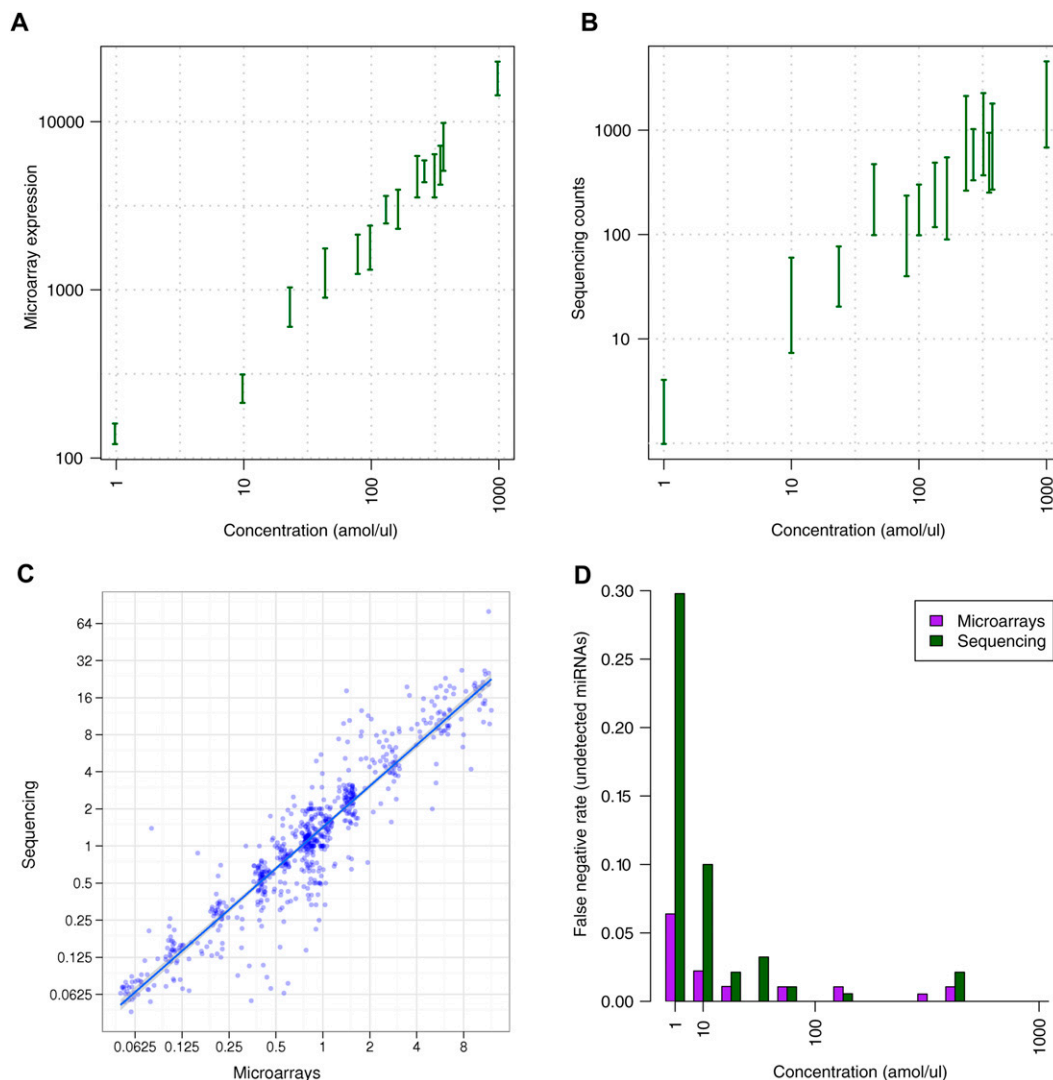 A
Microarray expression
10000
1000
100
1
10
100
1000
Concentration (amol/ul)
B
Sequencing counts
1000
100
10
1
10
100
1000
Concentration (amol/ul)
C
Sequencing
64
32
16
8
4
2
1
0.5
0.25
0.125
0.0625
0.0625 0.125 0.25 0.5 1 2 4 8
Microarrays
D
False negative rate (undetected miRNAs)
0.30
0.25
0.20
0.15
0.10
0.05
0.00
Microarrays
Sequencing
1
10
100
1000
Concentration (amol/ul)